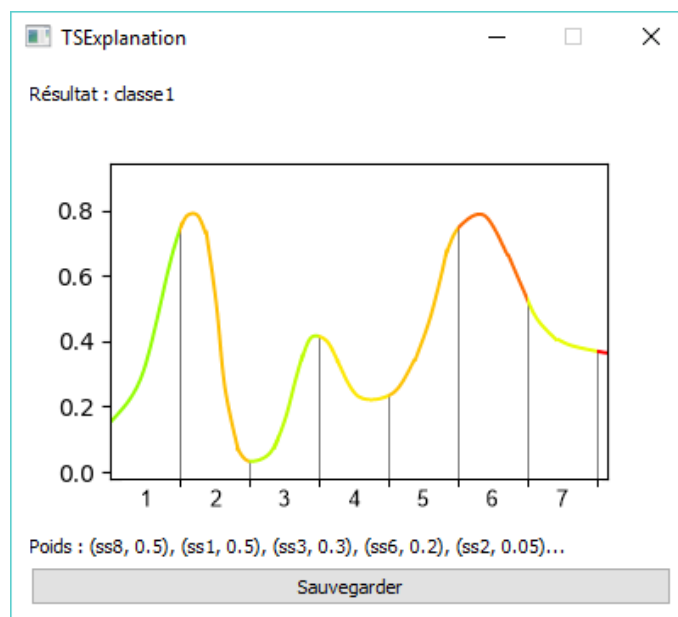 TSExplanation
Résultat : classe1
0.8
0.6
0.4
0.2
0.0
1 2 3 4 5 6 7
Poids : (ss8, 0.5), (ss1, 0.5), (ss3, 0.3), (ss6, 0.2), (ss2, 0.05)...
Sauvegarder